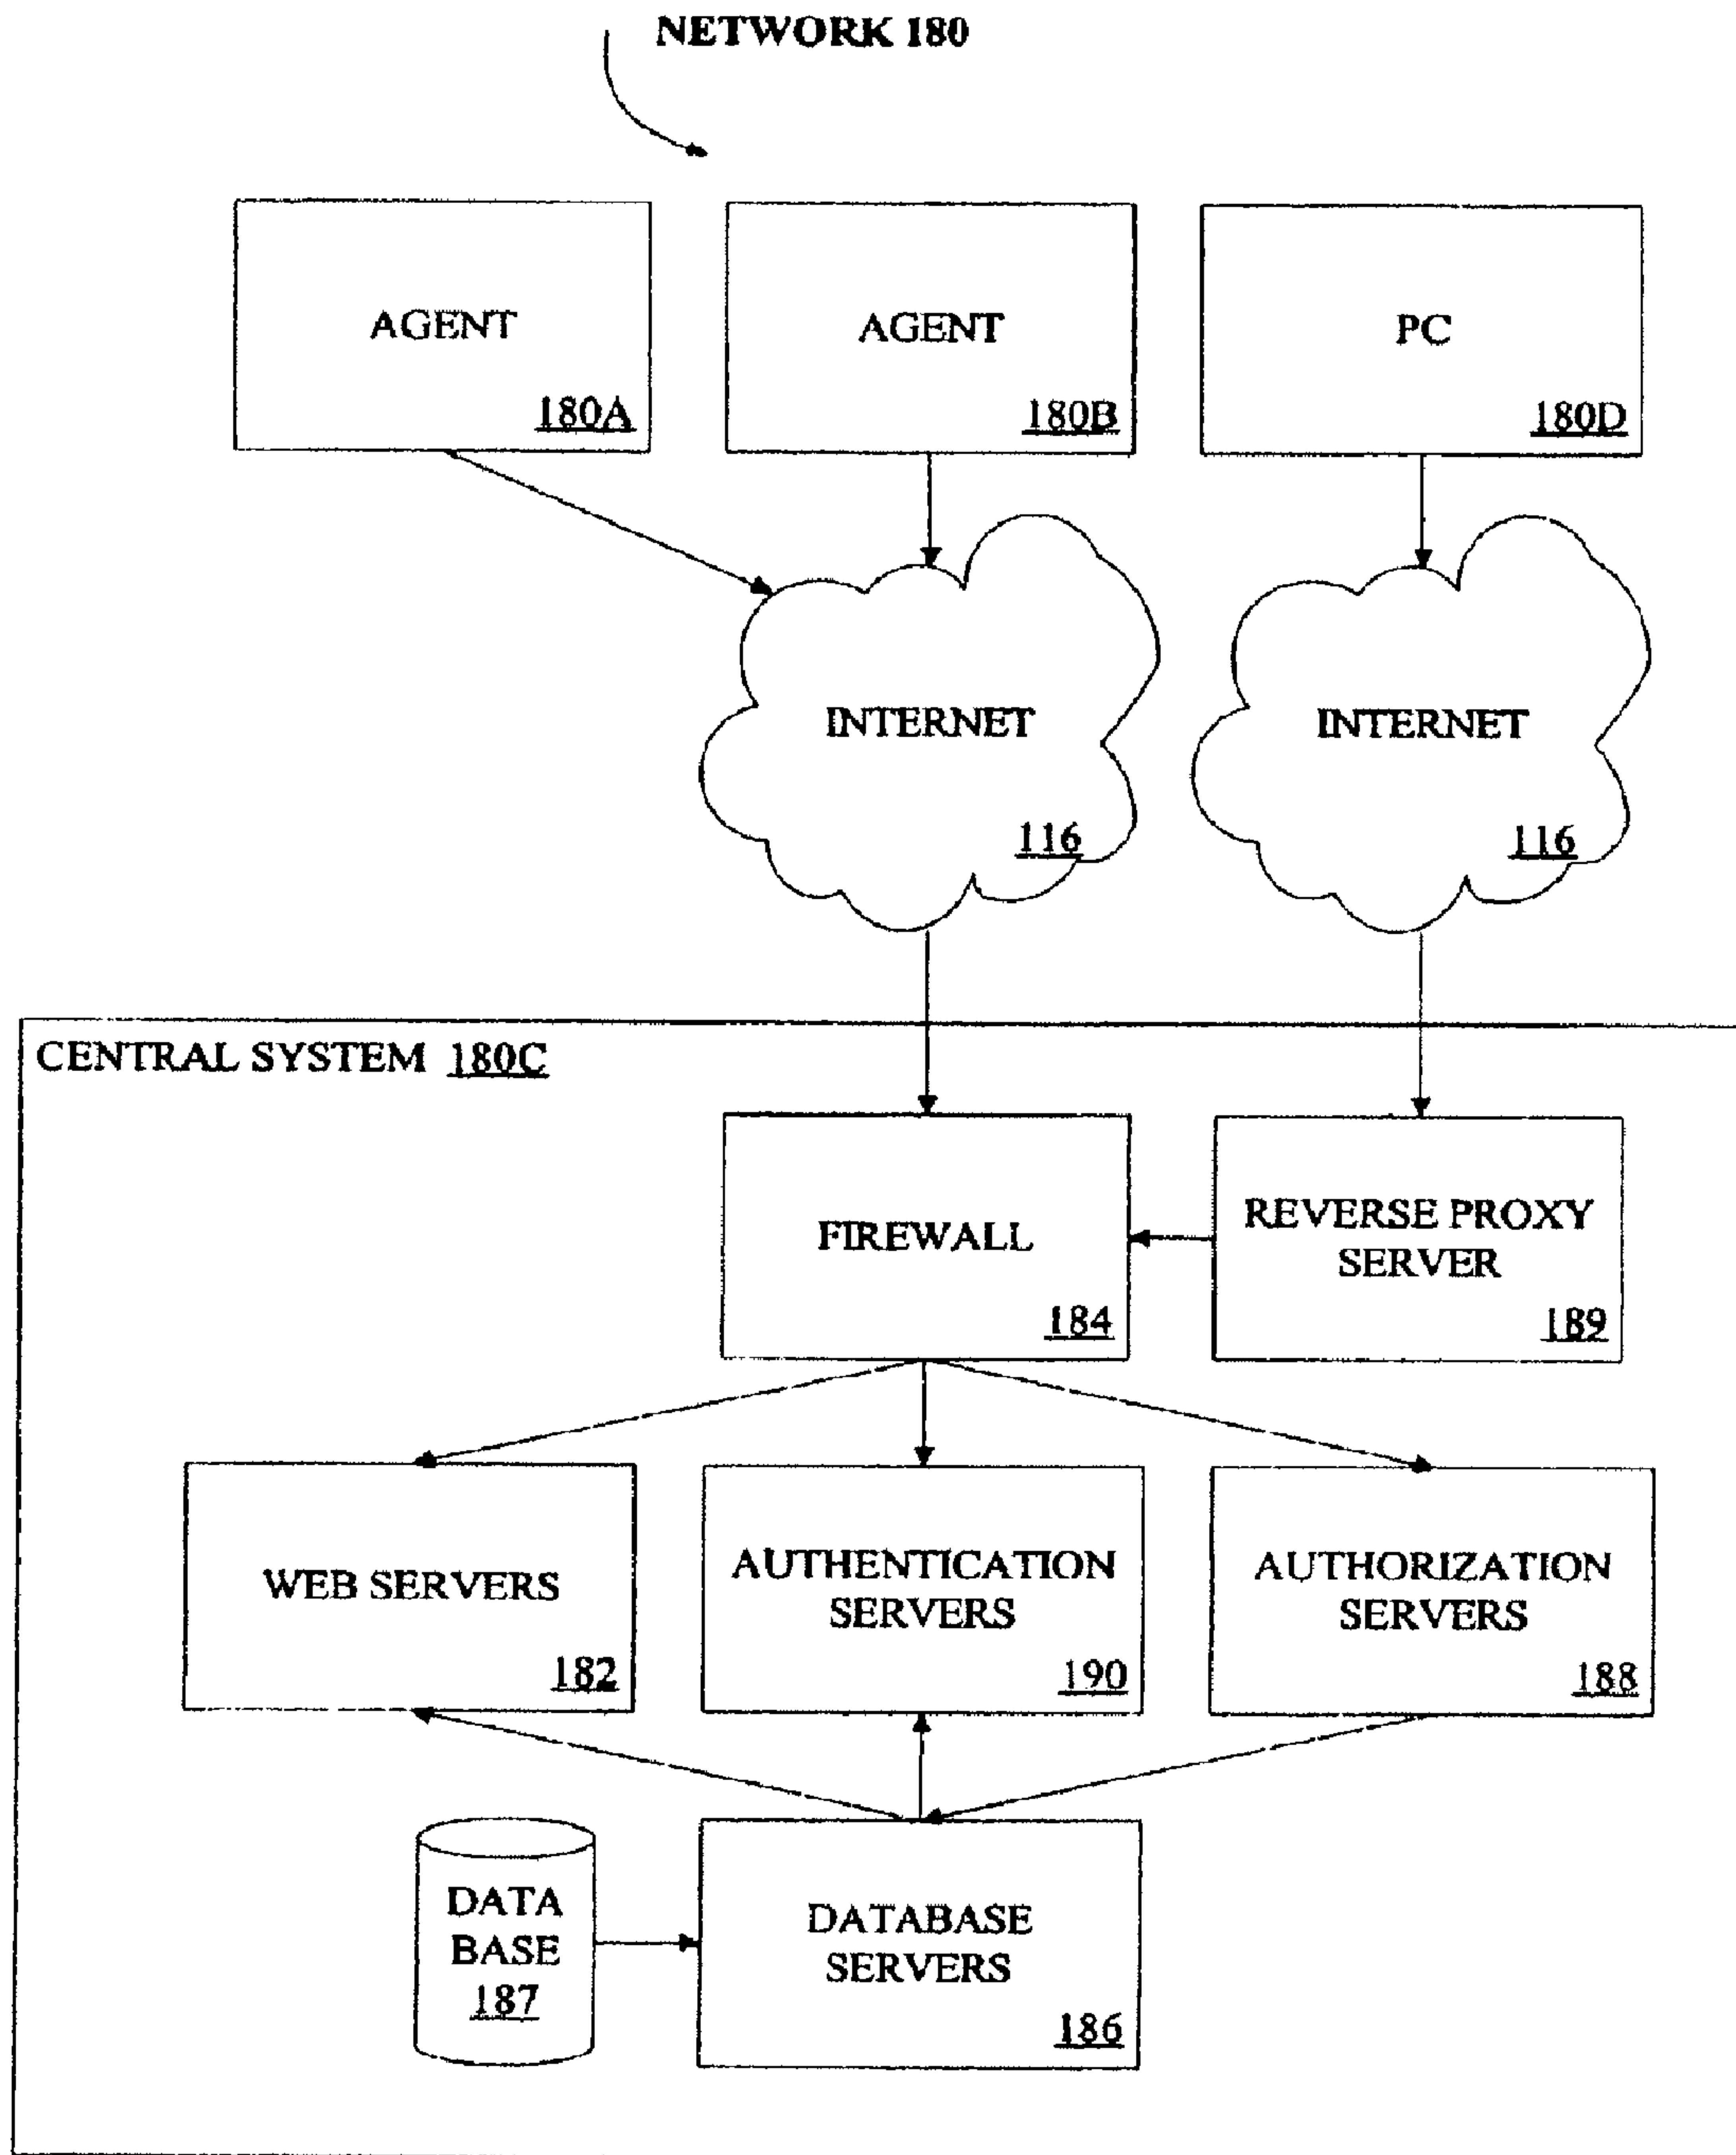 NETWORK 180
AGENT
180A
AGENT
180B
PC
180D
INTERNET
116
INTERNET
116
CENTRAL SYSTEM 180C
FIREWALL
184
REVERSE PROXY
SERVER
189
WEB SERVERS
182
AUTHENTICATION
SERVERS
190
AUTHORIZATION
SERVERS
188
DATA
BASE
187
DATABASE
SERVERS
186